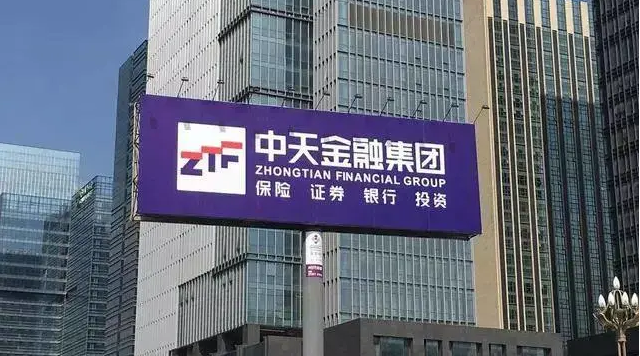 ZTF
中天金融集团
ZHONGTIAN FINANCIAL GROUP
保险 证券 银行 投资